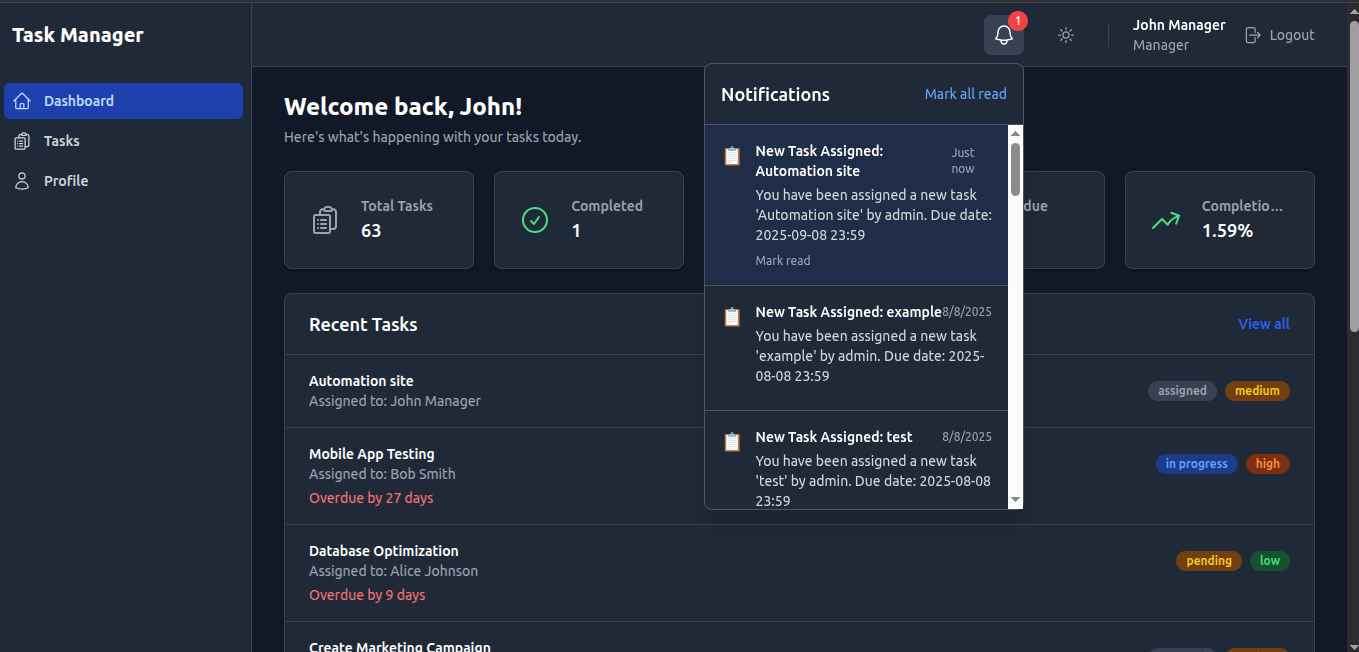 Task Manager
Dashboard
Tasks
Profile
1
John Manager
Manager
Logout
Welcome back, John!
Here's what's happening with your tasks today.
Total Tasks
63
Completed
1
due
Completio...
1.59%
Notifications
Mark all read
New Task Assigned:
Automation site
Just
now
You have been assigned a new task
'Automation site' by admin. Due date:
2025-09-08 23:59
Mark read
New Task Assigned: example
8/8/2025
You have been assigned a new task
'example' by admin. Due date: 2025-
08-08 23:59
New Task Assigned: test
8/8/2025
You have been assigned a new task
'test' by admin. Due date: 2025-08-08
23:59
Recent Tasks
View all
Automation site
Assigned to: John Manager
assigned
medium
Mobile App Testing
Assigned to: Bob Smith
Overdue by 27 days
in progress
high
Database Optimization
Assigned to: Alice Johnson
Overdue by 9 days
pending
low
Create Marketing Campaign